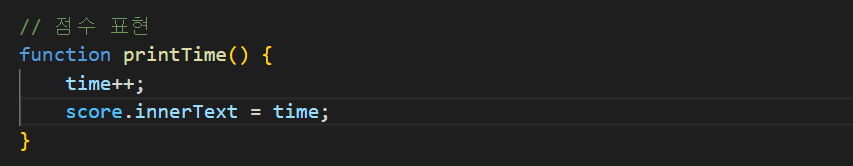 // 점수 표현
function printTime() {
    time++;
    score.innerText = time;
}